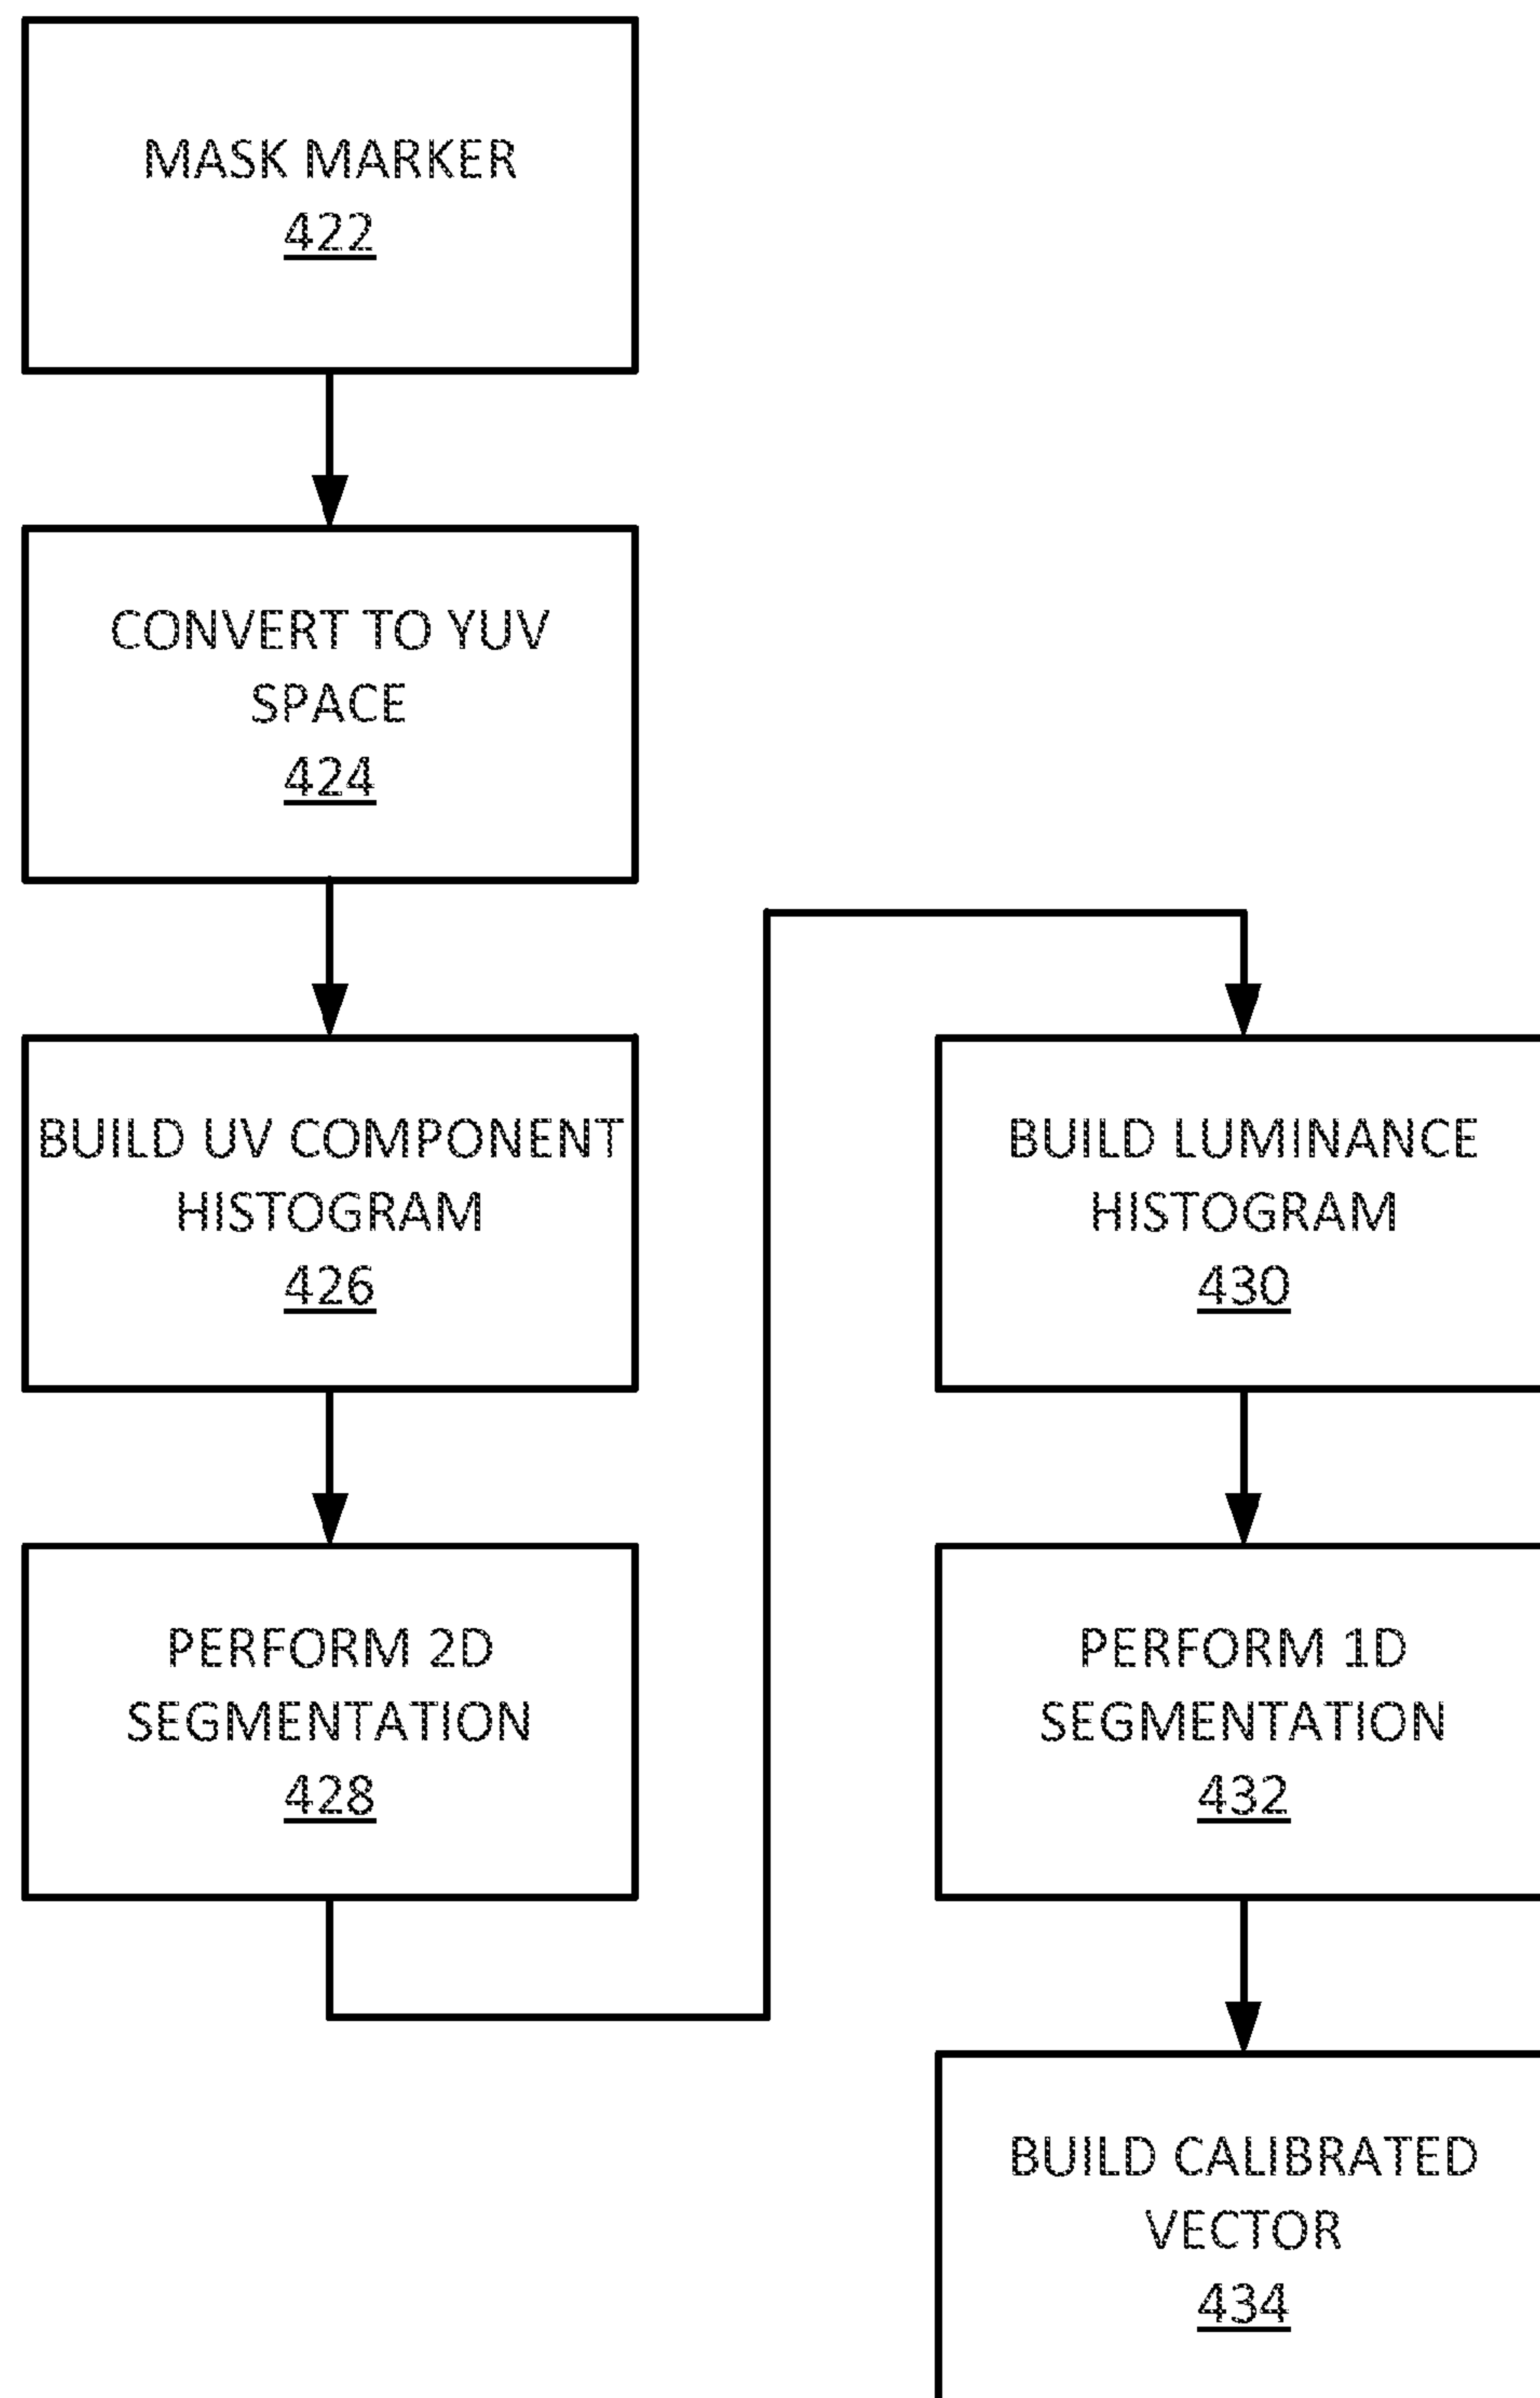 MASK MARKER
422
CONVERT TO YUV
SPACE
424
BUILD UV COMPONENT
HISTOGRAM
426
PERFORM 2D
SEGMENTATION
428
BUILD LUMINANCE
HISTOGRAM
430
PERFORM 1D
SEGMENTATION
432
BUILD CALIBRATED
VECTOR
434